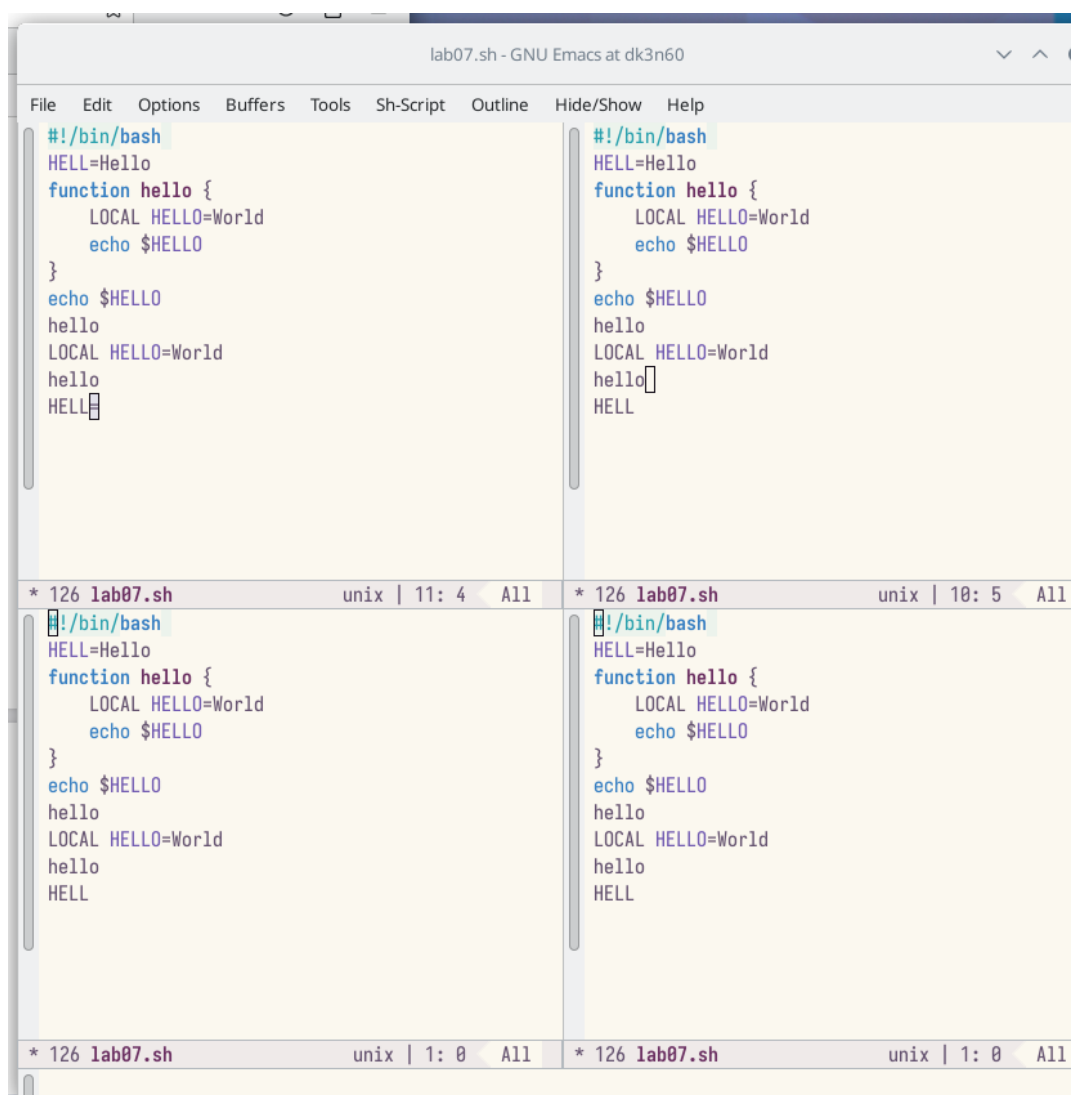 lab07.sh - GNU Emacs at dk3n60
File Edit Options Buffers Tools Sh-Script Outline Hide/Show Help
#!/bin/bash
HELL=Hello
function hello {
    LOCAL HELLO=World
    echo $HELLO
}
echo $HELLO
hello
LOCAL HELLO=World
hello
HELL=
* 126 lab07.sh unix | 11: 4 All
#!/bin/bash
HELL=Hello
function hello {
    LOCAL HELLO=World
    echo $HELLO
}
echo $HELLO
hello
LOCAL HELLO=World
hello
HELL
* 126 lab07.sh unix | 10: 5 All
#!/bin/bash
HELL=Hello
function hello {
    LOCAL HELLO=World
    echo $HELLO
}
echo $HELLO
hello
LOCAL HELLO=World
hello
HELL
* 126 lab07.sh unix | 1: 0 All
#!/bin/bash
HELL=Hello
function hello {
    LOCAL HELLO=World
    echo $HELLO
}
echo $HELLO
hello
LOCAL HELLO=World
hello
HELL
* 126 lab07.sh unix | 1: 0 All